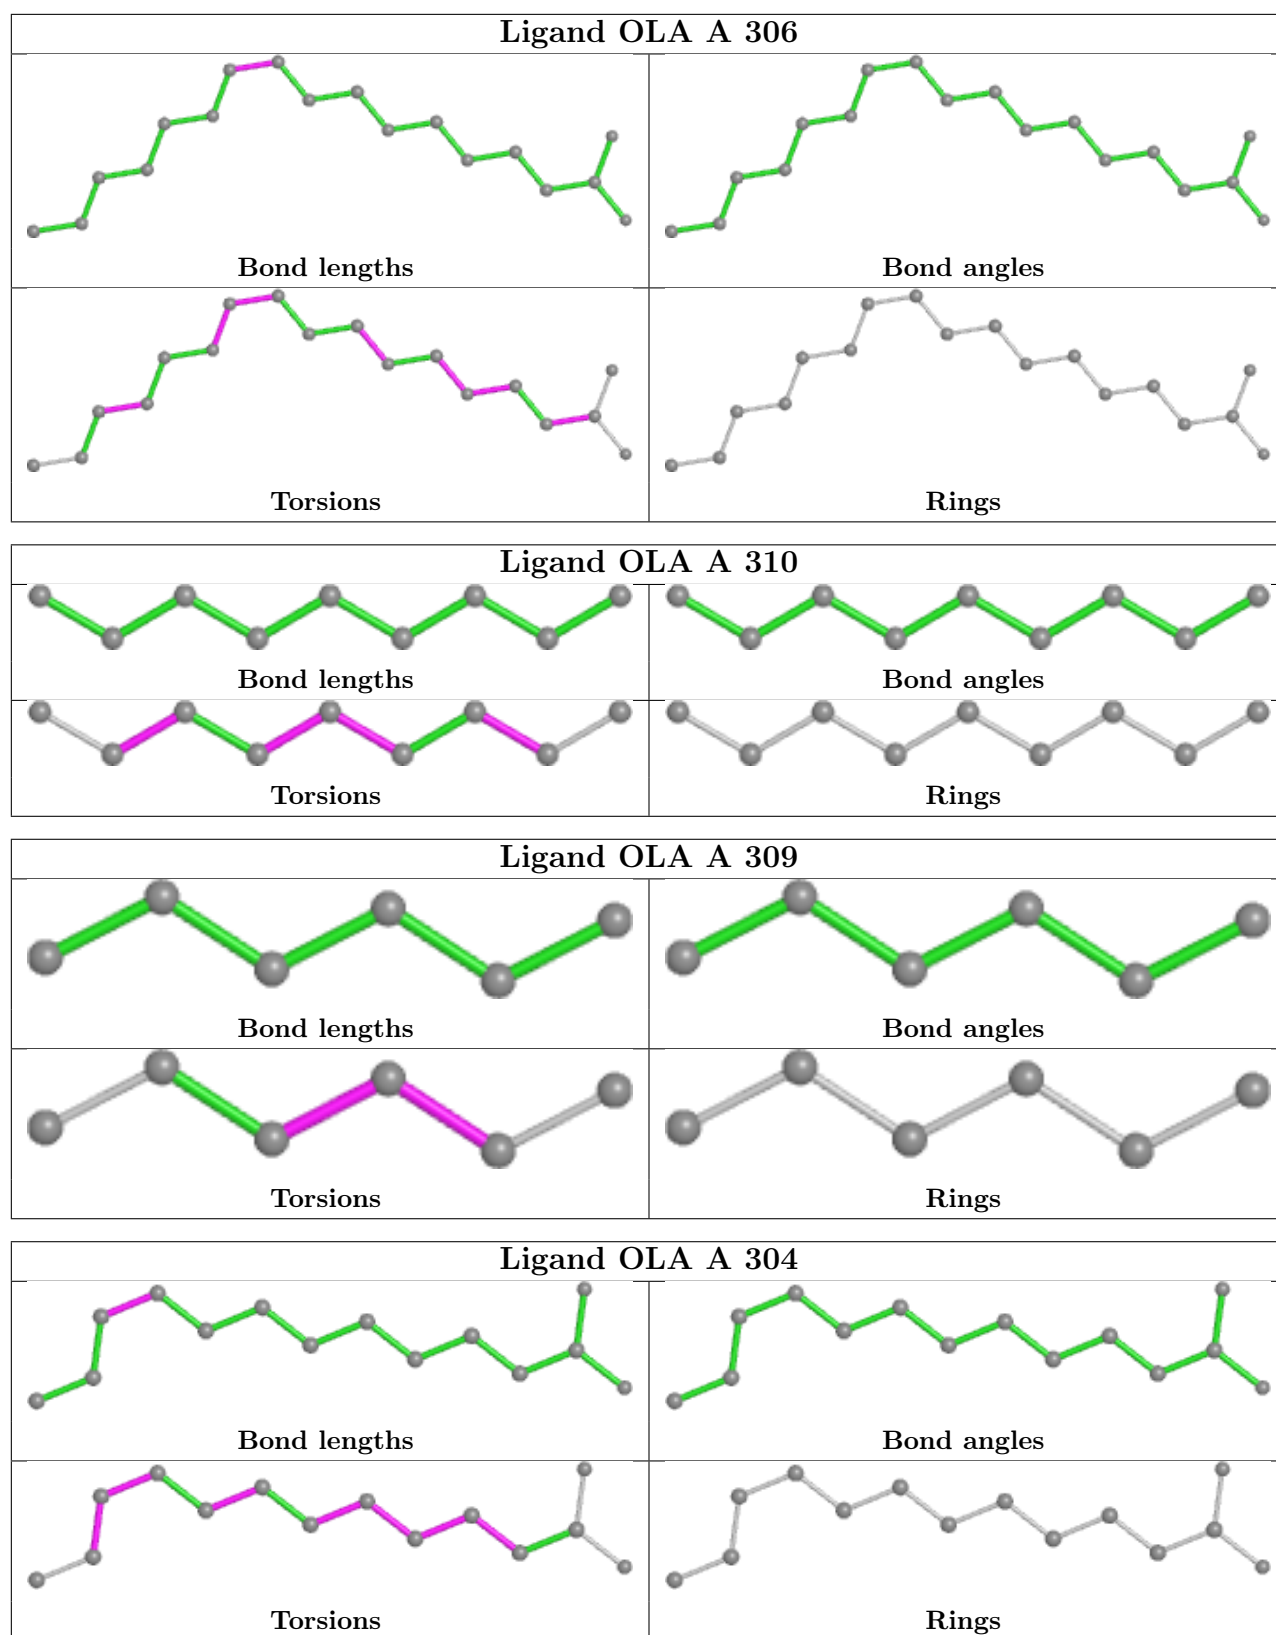 Ligand OLA A 306
Bond lengths
Bond angles
Torsions
Rings
Ligand OLA A 310
Bond lengths
Bond angles
Torsions
Rings
Ligand OLA A 309
Bond lengths
Bond angles
Torsions
Rings
Ligand OLA A 304
Bond lengths
Bond angles
Torsions
Rings